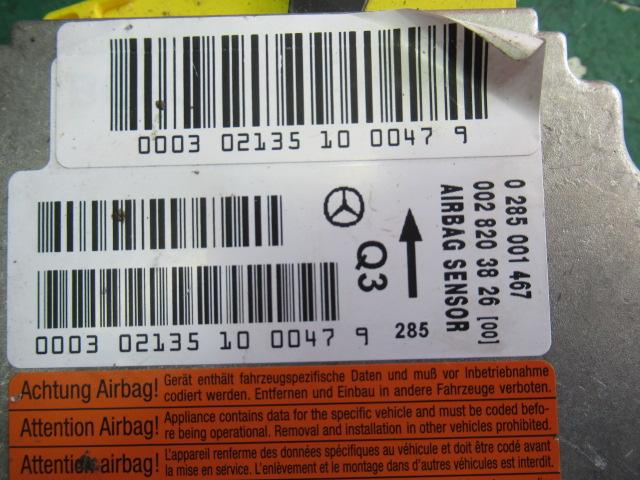 0003 02135 10 0047 9
0003 02135 10 0047 9
Q3
285
0 285 001 467
002 820 38 26 [00]
AIRBAG SENSOR
Achtung Airbag!
Gerät enthält fahrzeugspezifische Daten und muß vor Inbetriebnahme
codiert werden. Entfernen und Einbau in andere Fahrzeuge verboten.
Attention Airbag!
Appliance contains data for the specific vehicle and must be coded befo-
re being operational. Removal and installation in other vehicles prohibited.
Attention airbag!
L'appareil renferme des données spécifiques au véhicule et doit être codé avant
la mise en service. L'enlèvement et le montage dans d'autres véhicules est interdit.